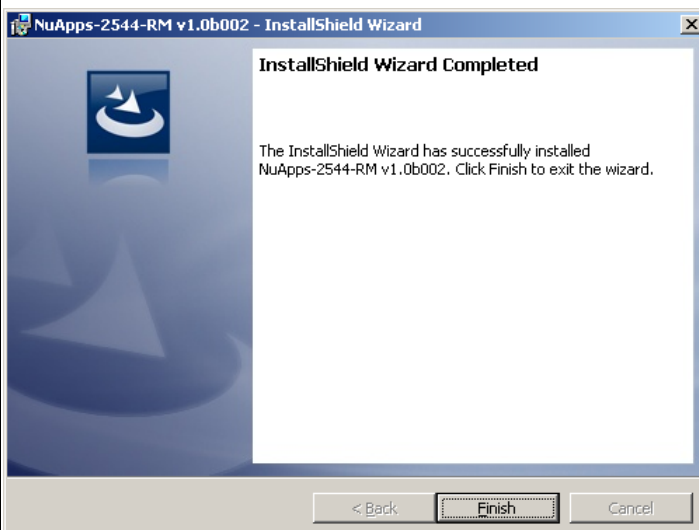 NuApps-2544-RM v1.0b002 - InstallShield Wizard
InstallShield Wizard Completed
The InstallShield Wizard has successfully installed
NuApps-2544-RM v1.0b002. Click Finish to exit the wizard.
< Back
Finish
Cancel